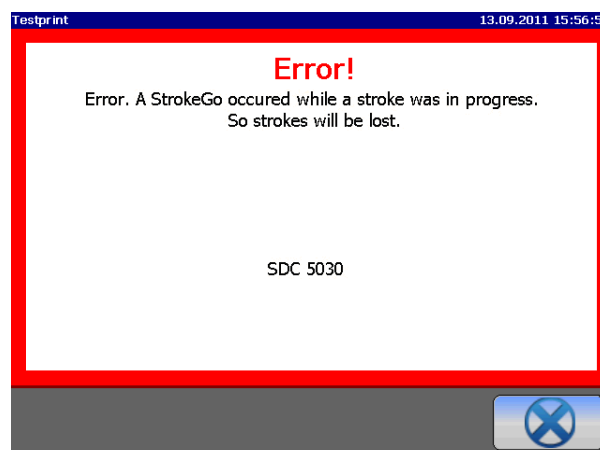 Testprint 13.09.2011 15:56:5
Error!
Error. A StrokeGo occured while a stroke was in progress.
So strokes will be lost.
SDC 5030